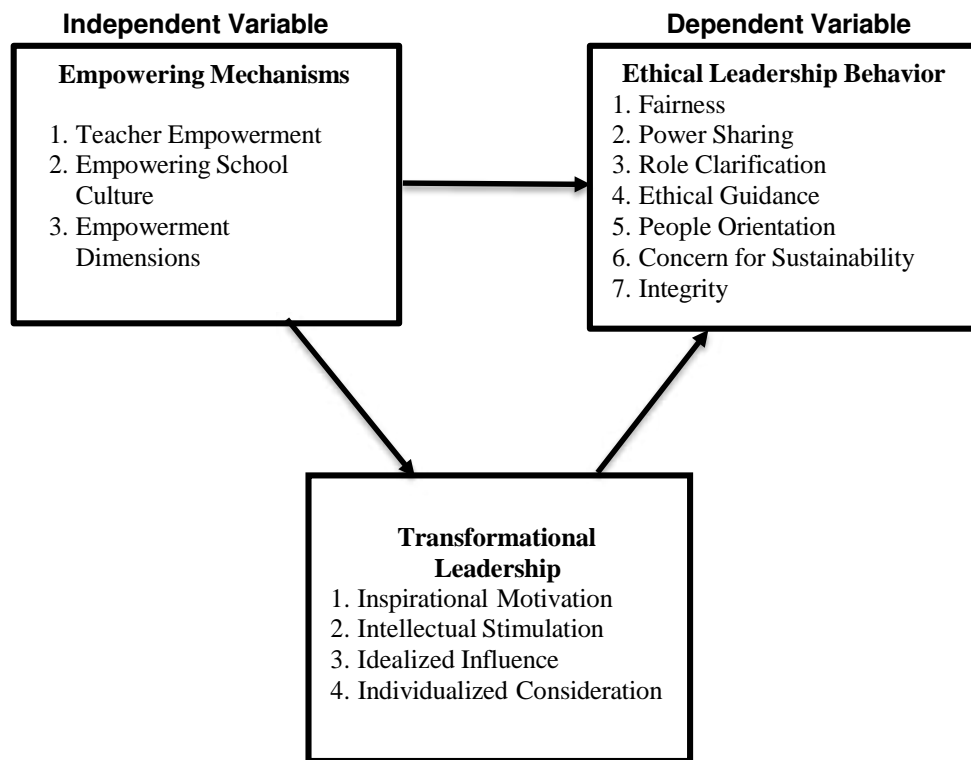 Independent Variable
Empowering Mechanisms
1. Teacher Empowerment
2. Empowering School
Culture
3. Empowerment
Dimensions
Dependent Variable
Ethical Leadership Behavior
1. Fairness
2. Power Sharing
3. Role Clarification
4. Ethical Guidance
5. People Orientation
6. Concern for Sustainability
7. Integrity
Transformational
Leadership
1. Inspirational Motivation
2. Intellectual Stimulation
3. Idealized Influence
4. Individualized Consideration